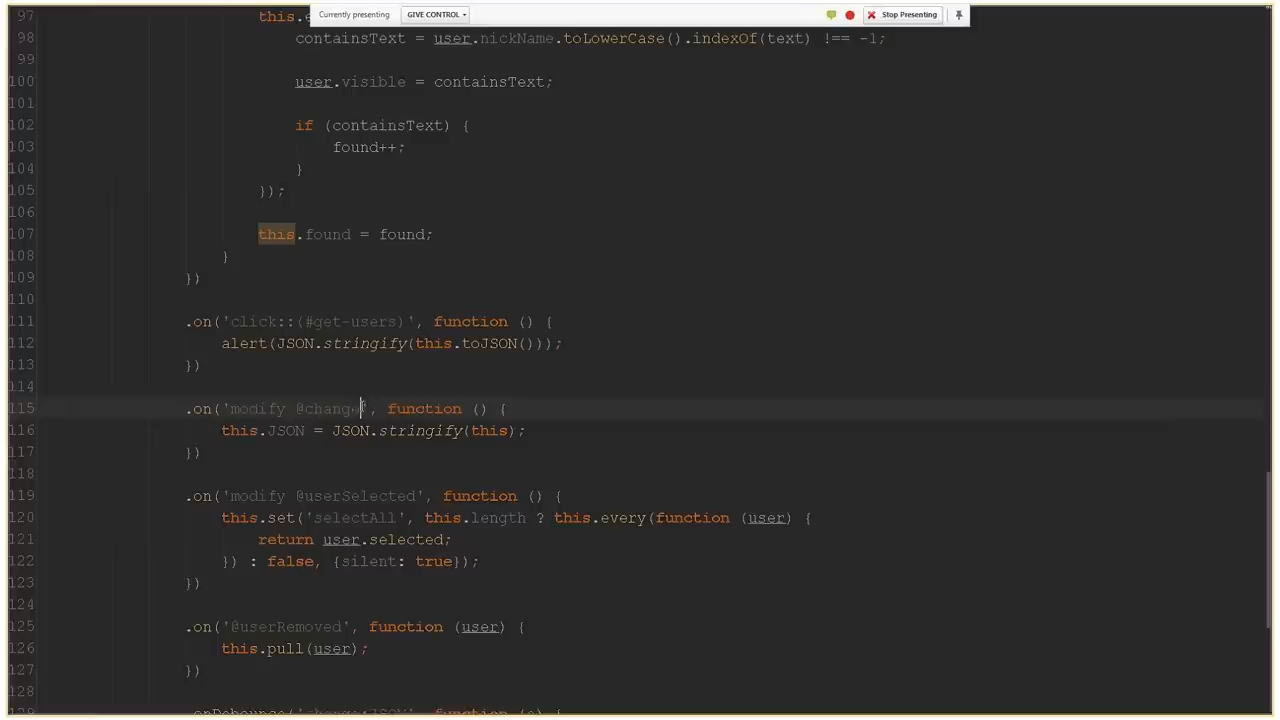 Currently presenting GIVE CONTROL Stop Presenting
97 this.
98 containsText = user.nickName.toLowerCase().indexOf(text) !== -1;
99
100 user.visible = containsText;
101
102 if (containsText) {
103 found++;
104 }
105 });
106
107 this.found = found;
108 }
109 })
110
111 .on('click::(#get-users)', function () {
112 alert(JSON.stringify(this.toJSON()));
113 })
114
115 .on('modify @change', function () {
116 this.JSON = JSON.stringify(this);
117 })
118
119 .on('modify @userSelected', function () {
120 this.set('selectAll', this.length ? this.every(function (user) {
121 return user.selected;
122 }) : false, {silent: true});
123 })
124
125 .on('@userRemoved', function (user) {
126 this.pull(user);
127 })
128
129 .onDebounce('change:JSON', function (e) {